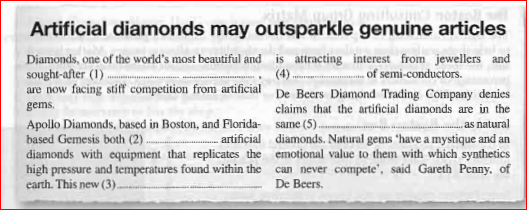 Artificial diamonds may outsparkle genuine articles
Diamonds, one of the world's most beautiful and
sought-after (1) .................... .................... ,
are now facing stiff competition from artificial
gems.
Apollo Diamonds, based in Boston, and Florida-
based Gemesis both (2) .................... artificial
diamonds with equipment that replicates the
high pressure and temperatures found within the
earth. This new (3) ....................
is attracting interest from jewellers and
(4) .................... of semi-conductors.
De Beers Diamond Trading Company denies
claims that the artificial diamonds are in the
same (5) .................... as natural
diamonds. Natural gems 'have a mystique and an
emotional value to them with which synthetics
can never compete', said Gareth Penny, of
De Beers.